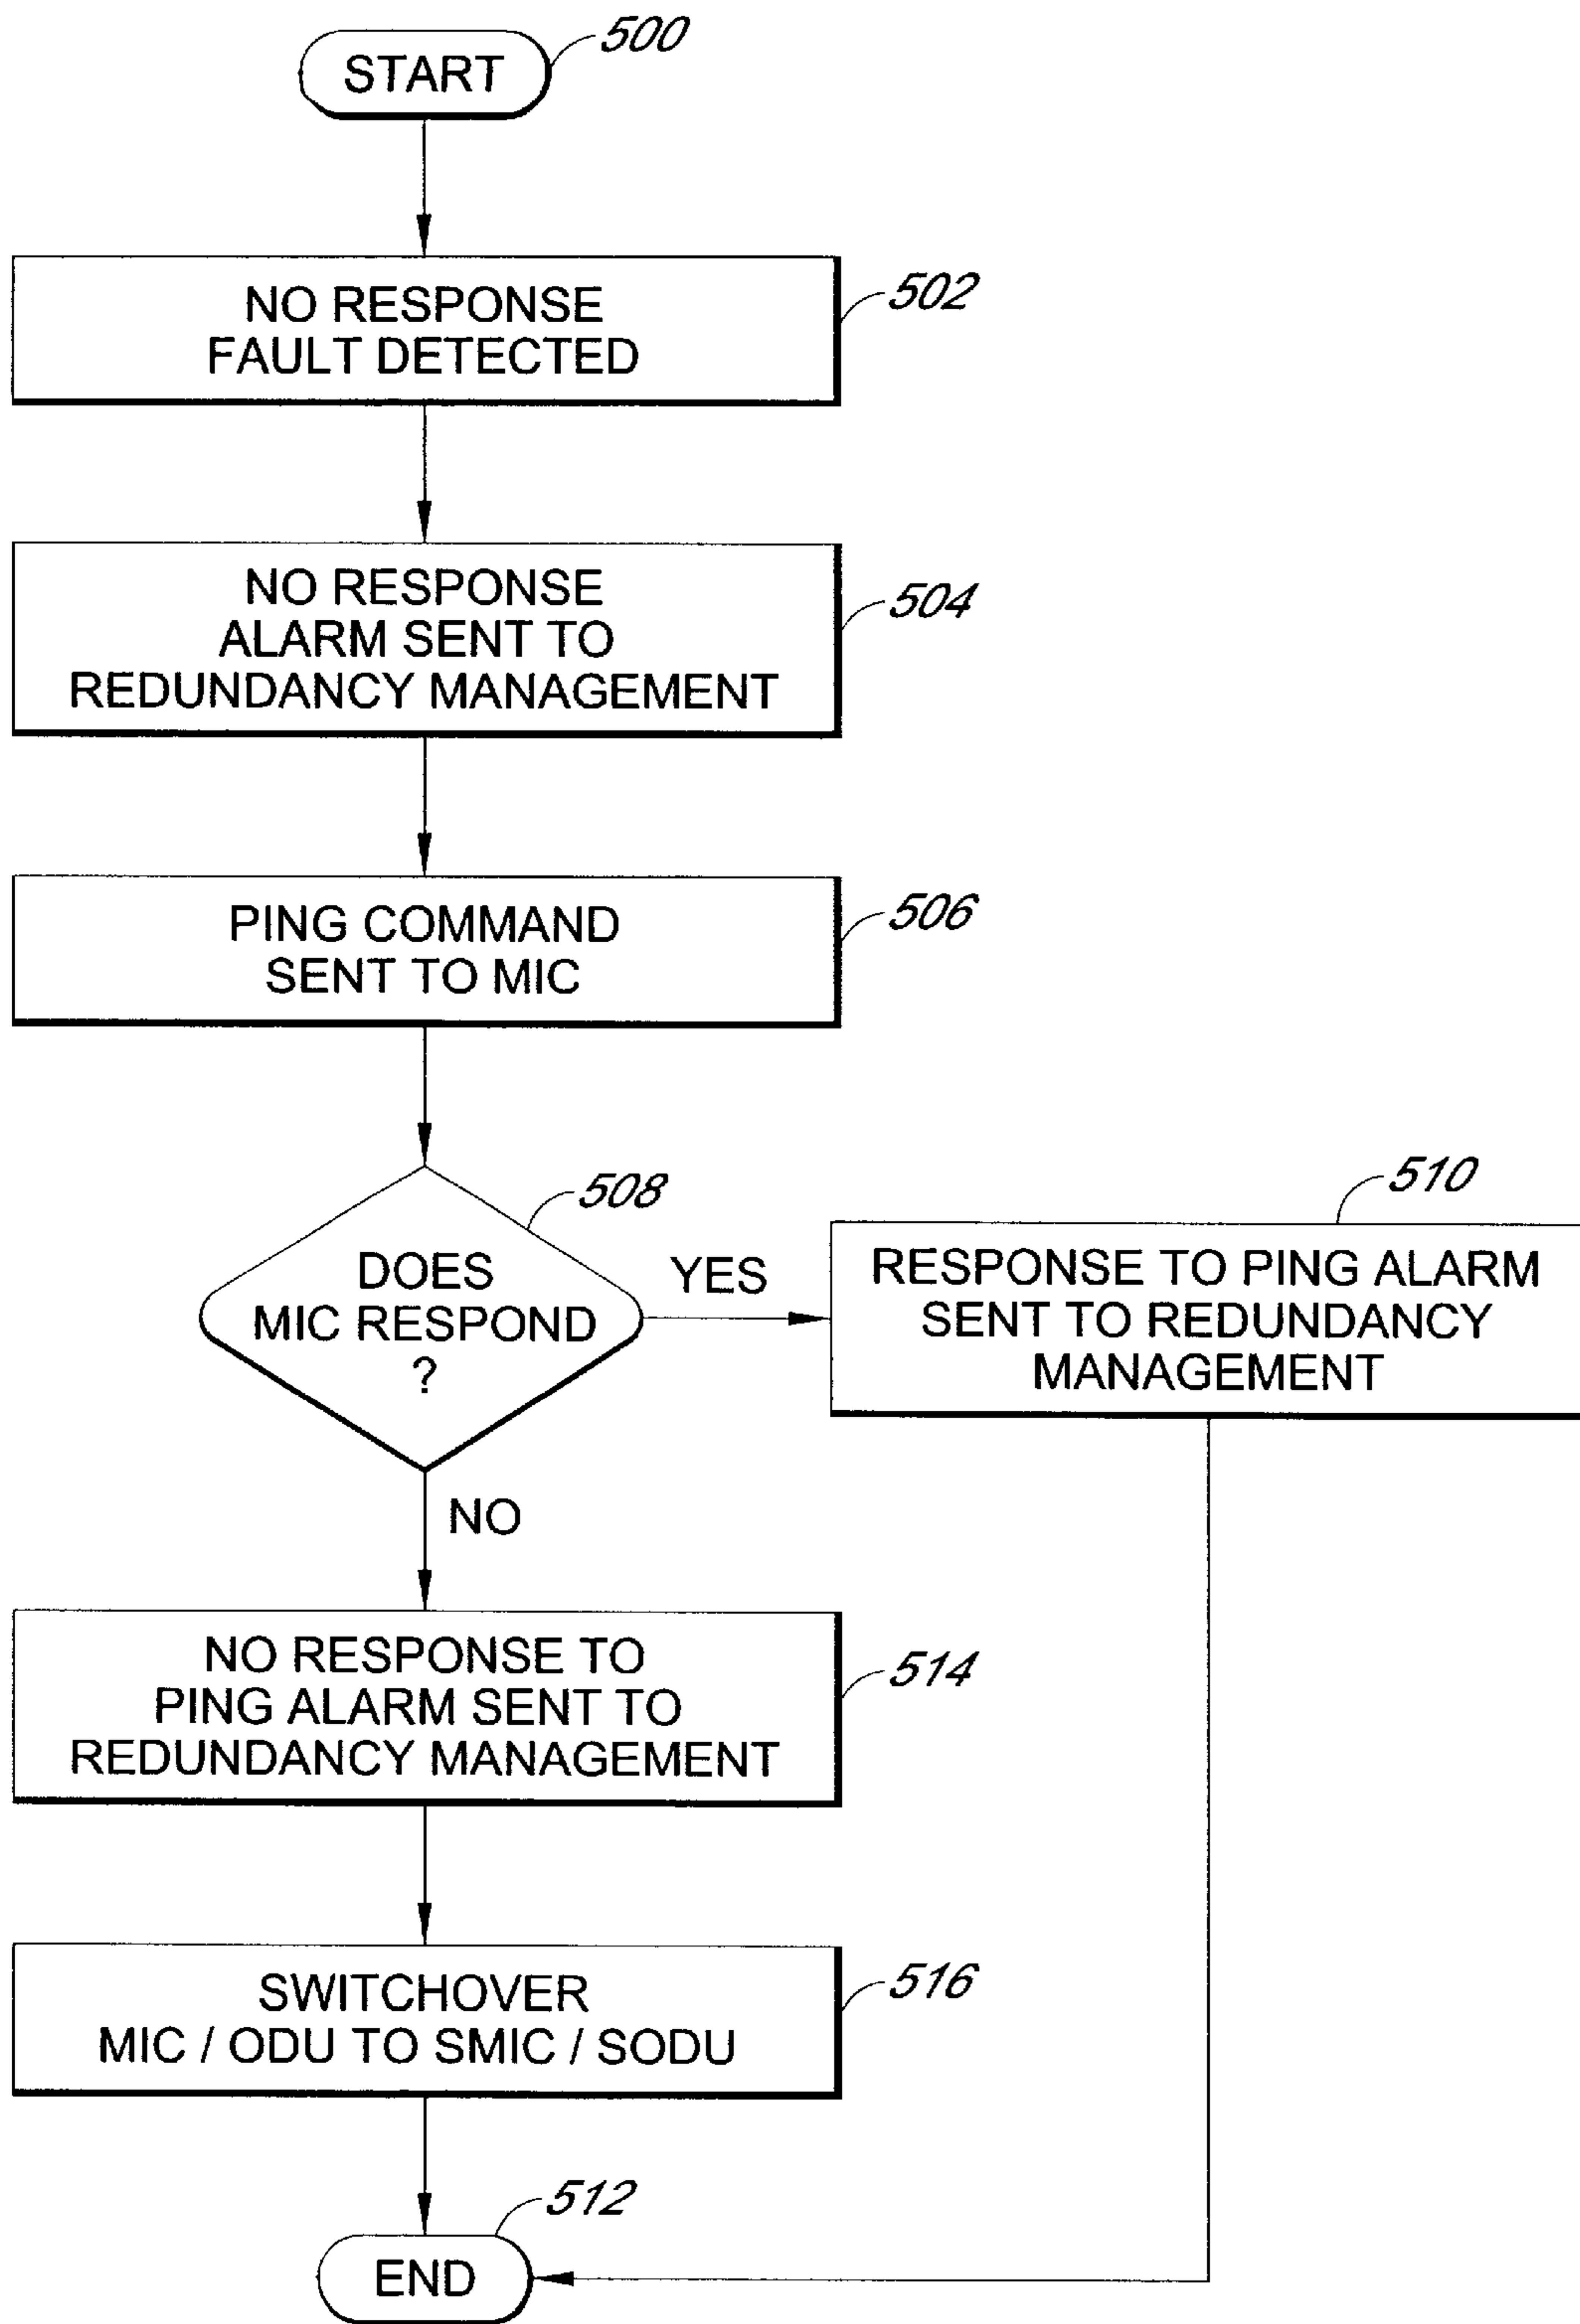 START
500
NO RESPONSE
FAULT DETECTED
502
NO RESPONSE
ALARM SENT TO
REDUNDANCY MANAGEMENT
504
PING COMMAND
SENT TO MIC
506
DOES
MIC RESPOND
?
508
YES
RESPONSE TO PING ALARM
SENT TO REDUNDANCY
MANAGEMENT
510
NO
NO RESPONSE TO
PING ALARM SENT TO
REDUNDANCY MANAGEMENT
514
SWITCHOVER
MIC / ODU TO SMIC / SODU
516
END
512